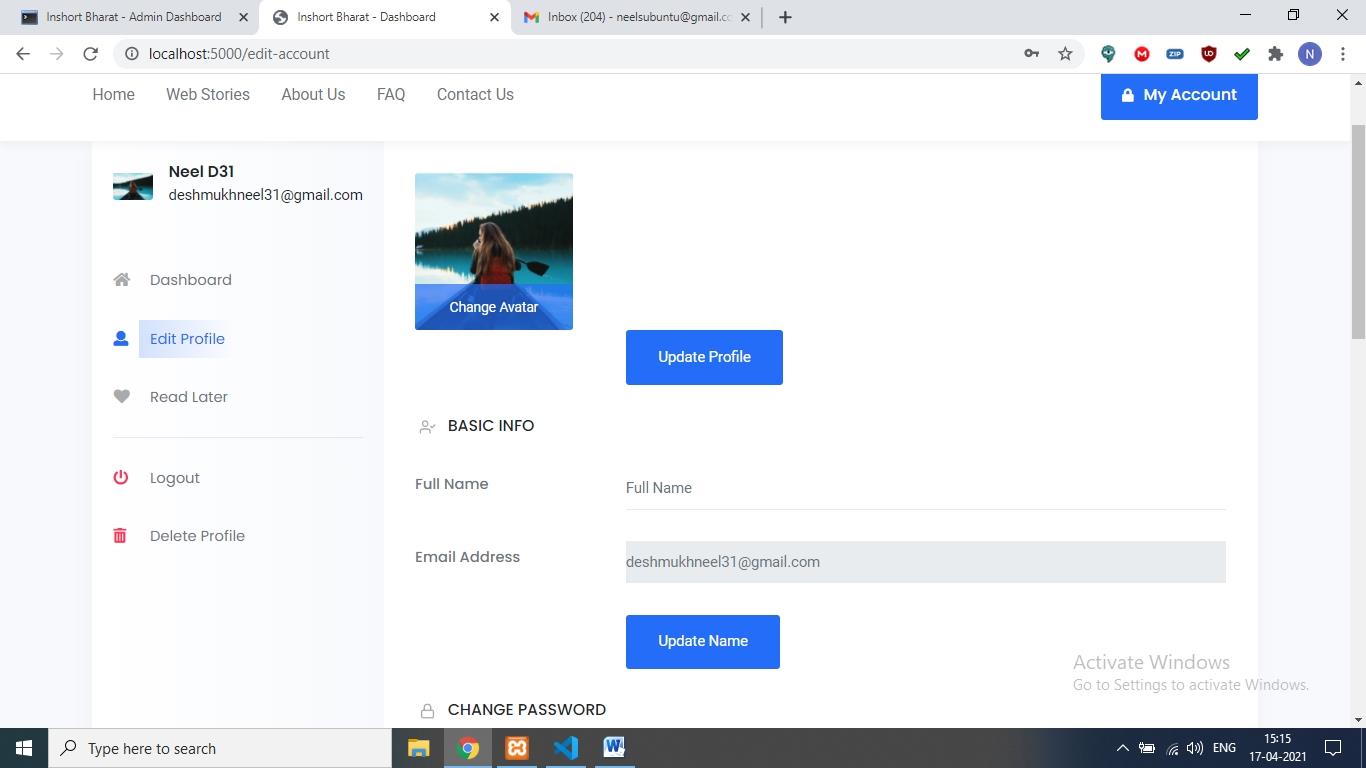 Inshort Bharat - Admin Dashboard
Inshort Bharat - Dashboard
Inbox (204) - neelsubuntu@gmail.cc
localhost:5000/edit-account
ZIP
N
Home
Web Stories
About Us
FAQ
Contact Us
My Account
Neel D31
deshmukhneel31@gmail.com
Dashboard
Edit Profile
Read Later
Logout
Delete Profile
Change Avatar
Update Profile
BASIC INFO
Full Name
Full Name
Email Address
deshmukhneel31@gmail.com
Update Name
CHANGE PASSWORD
Activate Windows
Go to Settings to activate Windows.
Type here to search
ENG
15:15
17-04-2021